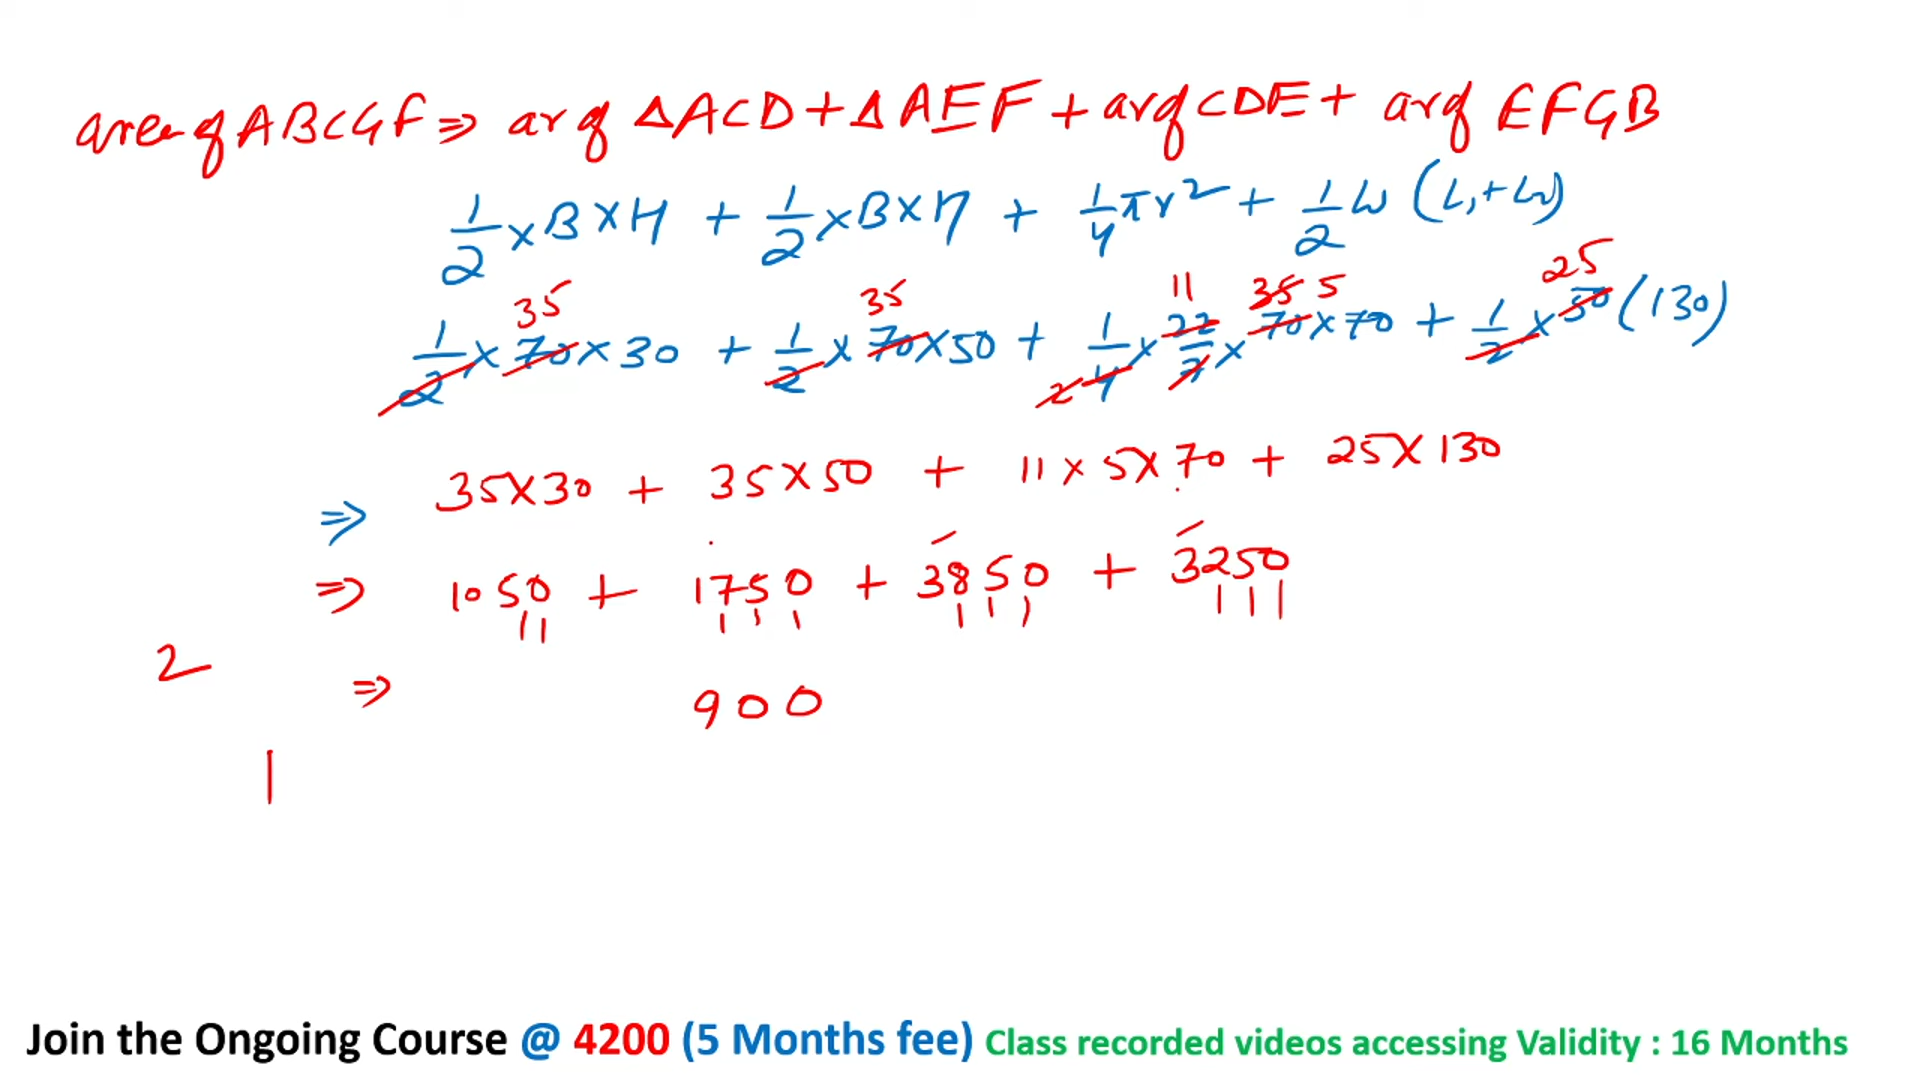 area of ABCGF ⇒ ar of ΔACD + ΔAEF + ar of CDE + ar of EFGB
1/2 × B × H + 1/2 × B × H + 1/4 πr² + 1/2 W (L₁ + L₂)
35 35 11 35 5 25
1/2 × 70 × 30 + 1/2 × 70 × 50 + 1/4 × 22/7 × 70 × 70 + 1/2 × 50 (130)
2
⇒ 35×30 + 35×50 + 11×5×70 + 25×130
⇒ 1050 + 1750 + 3850 + 3250
2
⇒ 900
1
Join the Ongoing Course @ 4200 (5 Months fee) Class recorded videos accessing Validity : 16 Months